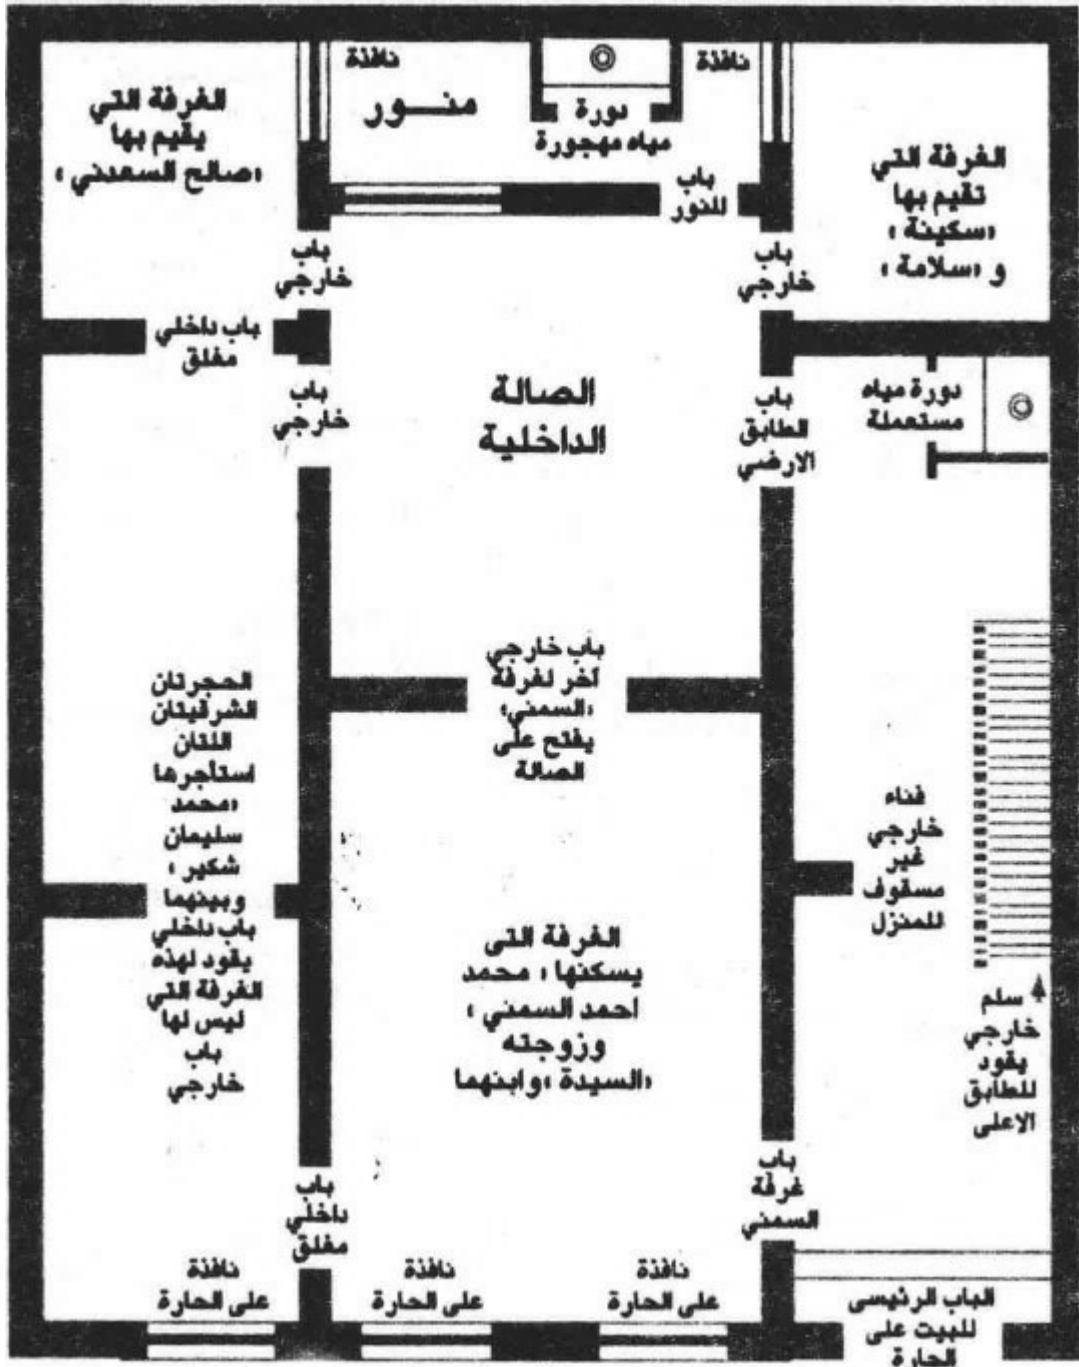 نافذة
منـــور
دورة
مياه مهجورة
نافذة
الغرفة التي
يقيم بها
«صالح السعدني»
باب
للنور
الغرفة التي
تقيم بها
«سكينة»
و «سلامة»
باب
خارجي
باب
خارجي
باب داخلي
مغلق
باب
خارجي
الصالة
الداخلية
باب
الطابق
الارضي
دورة مياه
مستعملة
باب خارجي
آخر لغرفة
«السمني»
يفتح على
الصالة
الحجرتان
الشرقيتان
اللتان
استأجرها
«محمد
سليمان
شكير»
وبينهما
باب داخلي
يقود لهذه
الغرفة التي
ليس لها
باب
خارجي
فناء
خارجي
غير
مسقوف
للمنزل
الغرفة التى
يسكنها «محمد
احمد السمني»
وزوجته
«السيدة» وابنهما
سلم
خارجي
يقود
للطابق
الاعلى
باب
داخلي
مغلق
باب
غرفة
السمني
نافذة
على الحارة
نافذة
على الحارة
نافذة
على الحارة
الباب الرئيسى
للبيت على
الحارة